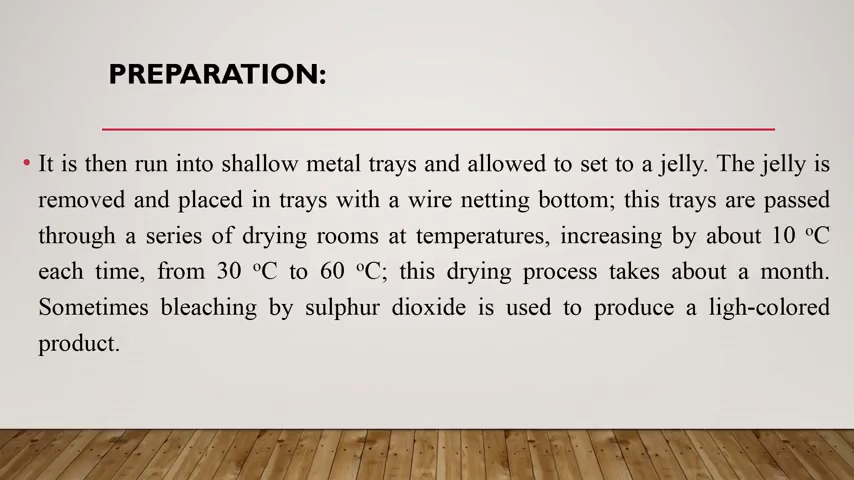 PREPARATION:
• It is then run into shallow metal trays and allowed to set to a jelly. The jelly is
removed and placed in trays with a wire netting bottom; this trays are passed
through a series of drying rooms at temperatures, increasing by about 10 ᵒC
each time, from 30 ᵒC to 60 ᵒC; this drying process takes about a month.
Sometimes bleaching by sulphur dioxide is used to produce a ligh-colored
product.